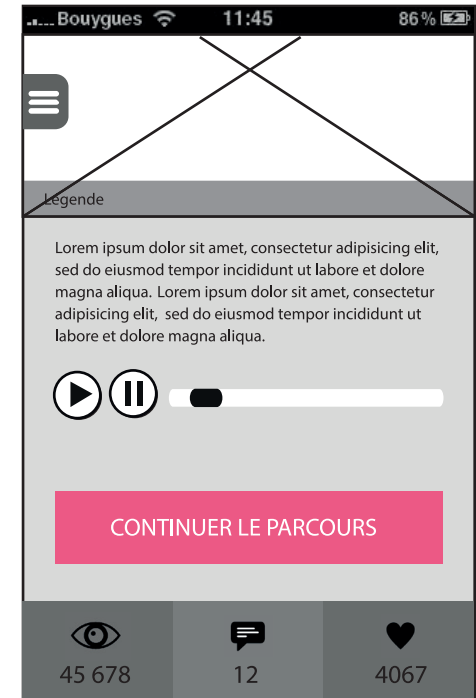 Bouygues 11:45 86 %
Légende
Lorem ipsum dolor sit amet, consectetur adipisicing elit,
sed do eiusmod tempor incididunt ut labore et dolore
magna aliqua. Lorem ipsum dolor sit amet, consectetur
adipisicing elit, sed do eiusmod tempor incididunt ut
labore et dolore magna aliqua.
CONTINUER LE PARCOURS
45 678 12 4067